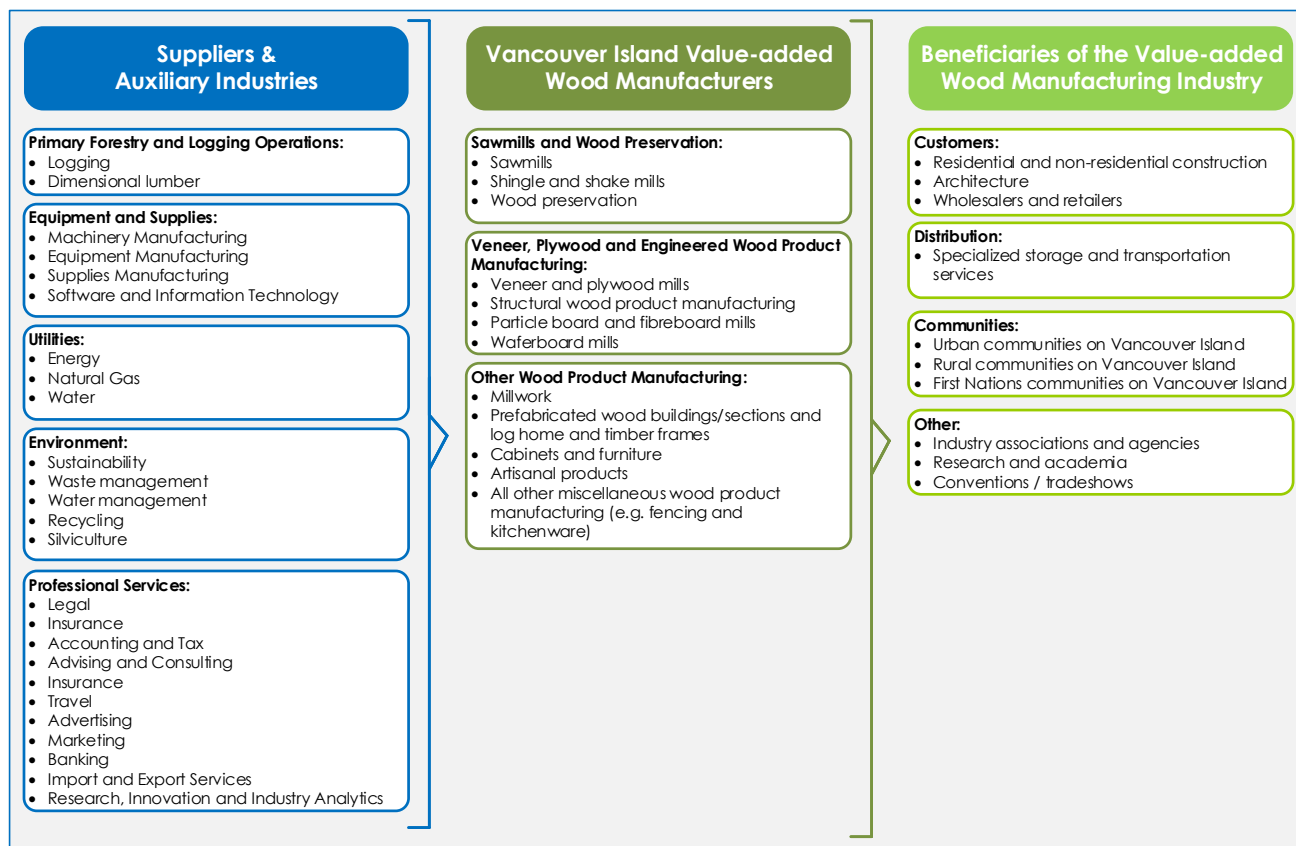 Suppliers &
Auxiliary Industries
Primary Forestry and Logging Operations:
• Logging
• Dimensional lumber
Equipment and Supplies:
• Machinery Manufacturing
• Equipment Manufacturing
• Supplies Manufacturing
• Software and Information Technology
Utilities:
• Energy
• Natural Gas
• Water
Environment:
• Sustainability
• Waste management
• Water management
• Recycling
• Silviculture
Professional Services:
• Legal
• Insurance
• Accounting and Tax
• Advising and Consulting
• Insurance
• Travel
• Advertising
• Marketing
• Banking
• Import and Export Services
• Research, Innovation and Industry Analytics
Vancouver Island Value-added
Wood Manufacturers
Sawmills and Wood Preservation:
• Sawmills
• Shingle and shake mills
• Wood preservation
Veneer, Plywood and Engineered Wood Product
Manufacturing:
• Veneer and plywood mills
• Structural wood product manufacturing
• Particle board and fibreboard mills
• Waferboard mills
Other Wood Product Manufacturing:
• Millwork
• Prefabricated wood buildings/sections and
log home and timber frames
• Cabinets and furniture
• Artisanal products
• All other miscellaneous wood product
manufacturing (e.g. fencing and
kitchenware)
Beneficiaries of the Value-added
Wood Manufacturing Industry
Customers:
• Residential and non-residential construction
• Architecture
• Wholesalers and retailers
Distribution:
• Specialized storage and transportation
services
Communities:
• Urban communities on Vancouver Island
• Rural communities on Vancouver Island
• First Nations communities on Vancouver Island
Other:
• Industry associations and agencies
• Research and academia
• Conventions / tradeshows